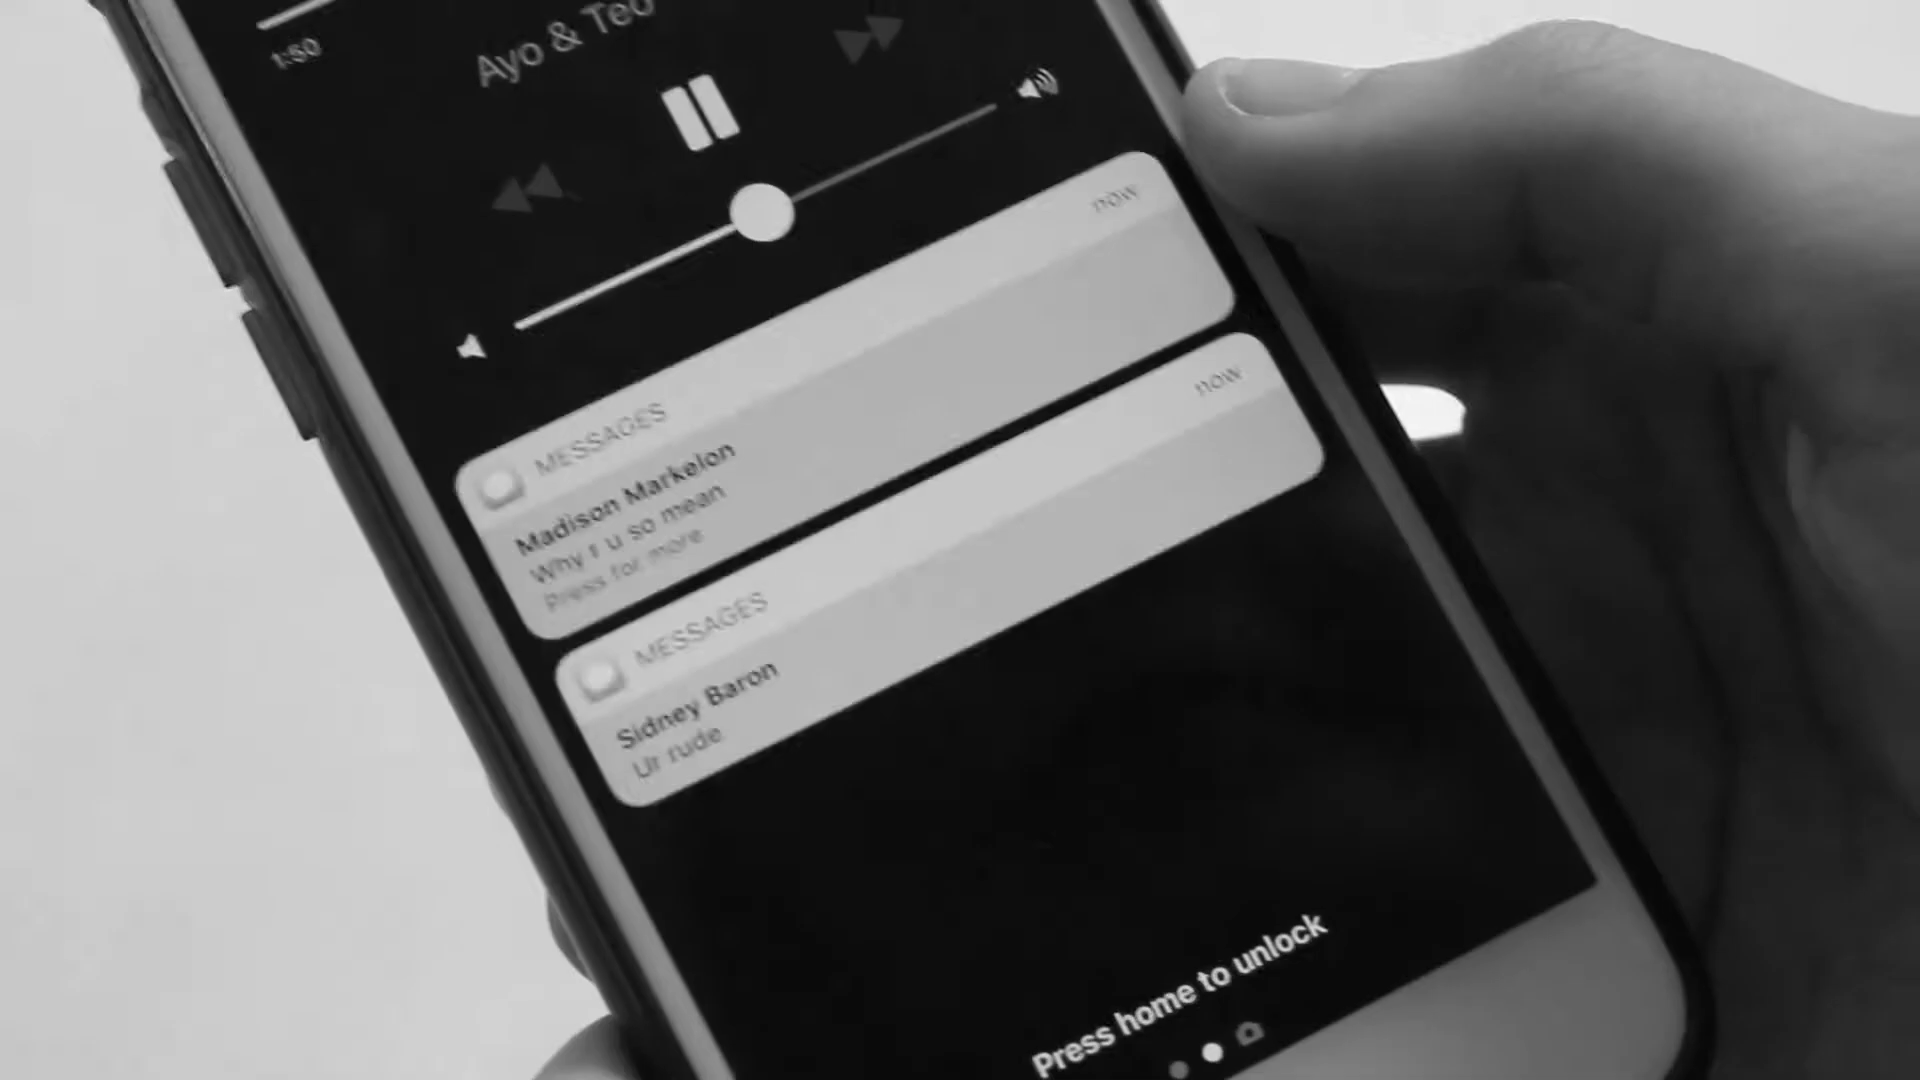 1:50
Ayo & Teo
now
MESSAGES
Madison Markelon
Why r u so mean
Press for more
now
MESSAGES
Sidney Baron
Ur rude
Press home to unlock